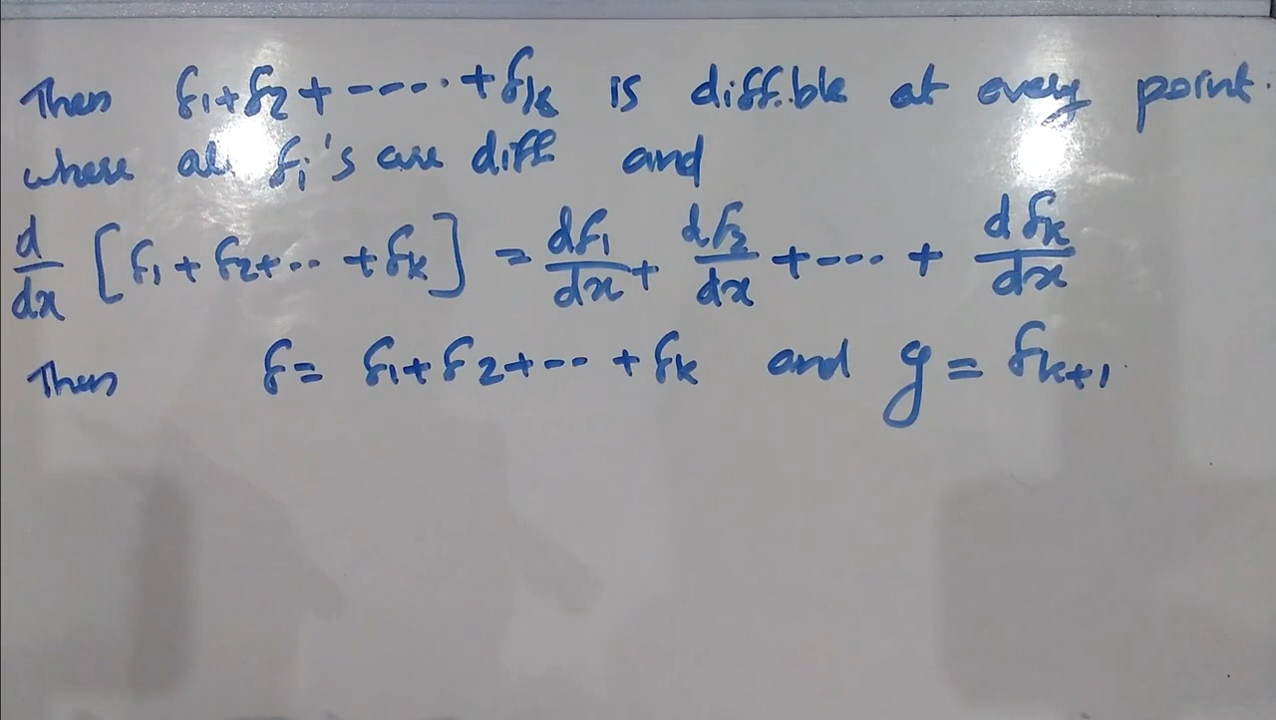 Then f₁+f₂+-----+fk is diff.ble at every point.
where all fi's are diff and
d/dx [f₁+f₂+..+fk] = df₁/dx + df₂/dx +---- + dfk/dx
Then f= f₁+f₂+--- +fk and g = fk+1.